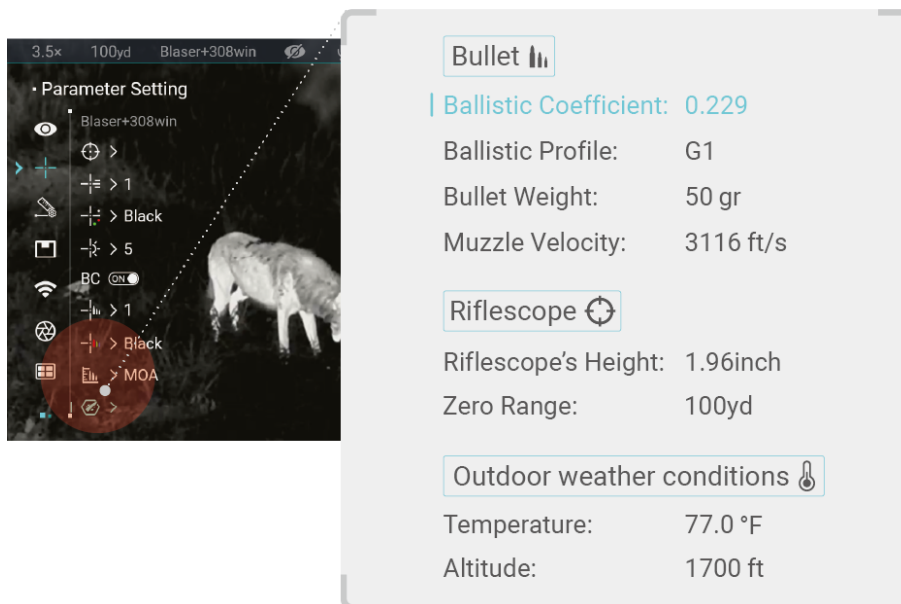 3.5× 100yd Blaser+308win
Parameter Setting
Blaser+308win
1
Black
5
BC ON
1
Black
MOA
Bullet
Ballistic Coefficient: 0.229
Ballistic Profile: G1
Bullet Weight: 50 gr
Muzzle Velocity: 3116 ft/s
Riflescope
Riflescope's Height: 1.96inch
Zero Range: 100yd
Outdoor weather conditions
Temperature: 77.0 °F
Altitude: 1700 ft